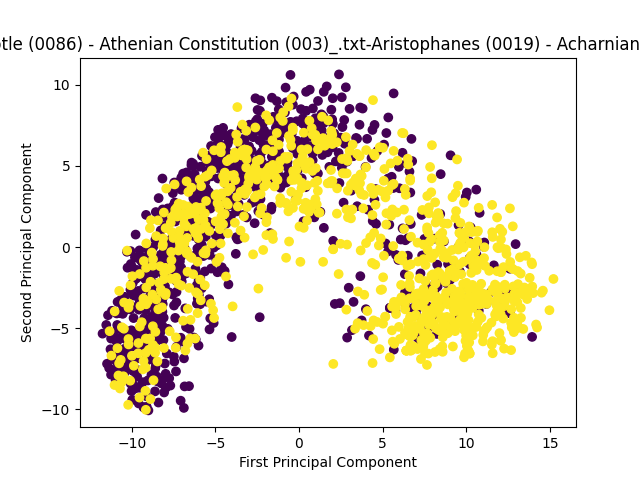 otle (0086) - Athenian Constitution (003)_.txt-Aristophanes (0019) - Acharnian
10
5
0
−5
−10
Second Principal Component
−10 −5 0 5 10 15
First Principal Component